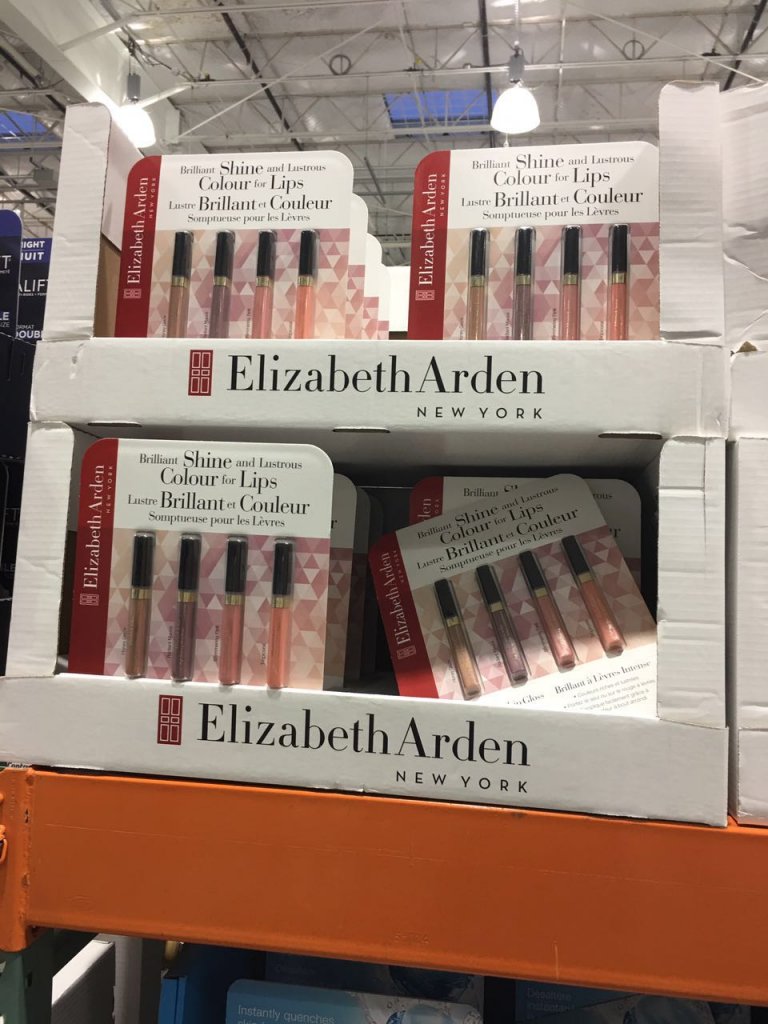 NIGHT
NUIT
Elizabeth Arden
NEW YORK
Brilliant Shine and Lustrous
Colour for Lips
Lustre Brillant et Couleur
Somptueuse pour les Lèvres
Elizabeth Arden
NEW YORK
Brilliant Shine and Lustrous
Colour for Lips
Lustre Brillant et Couleur
Somptueuse pour les Lèvres
Elizabeth Arden
NEW YORK
Elizabeth Arden
NEW YORK
Brilliant Shine and Lustrous
Colour for Lips
Lustre Brillant et Couleur
Somptueuse pour les Lèvres
Brilliant
Elizabeth Arden
NEW YORK
Brilliant Shine and Lustrous
Colour for Lips
Lustre Brillant et Couleur
Somptueuse pour les Lèvres
Gloss Brillant à Lèvres Intense
Elizabeth Arden
NEW YORK
Instantly quenches